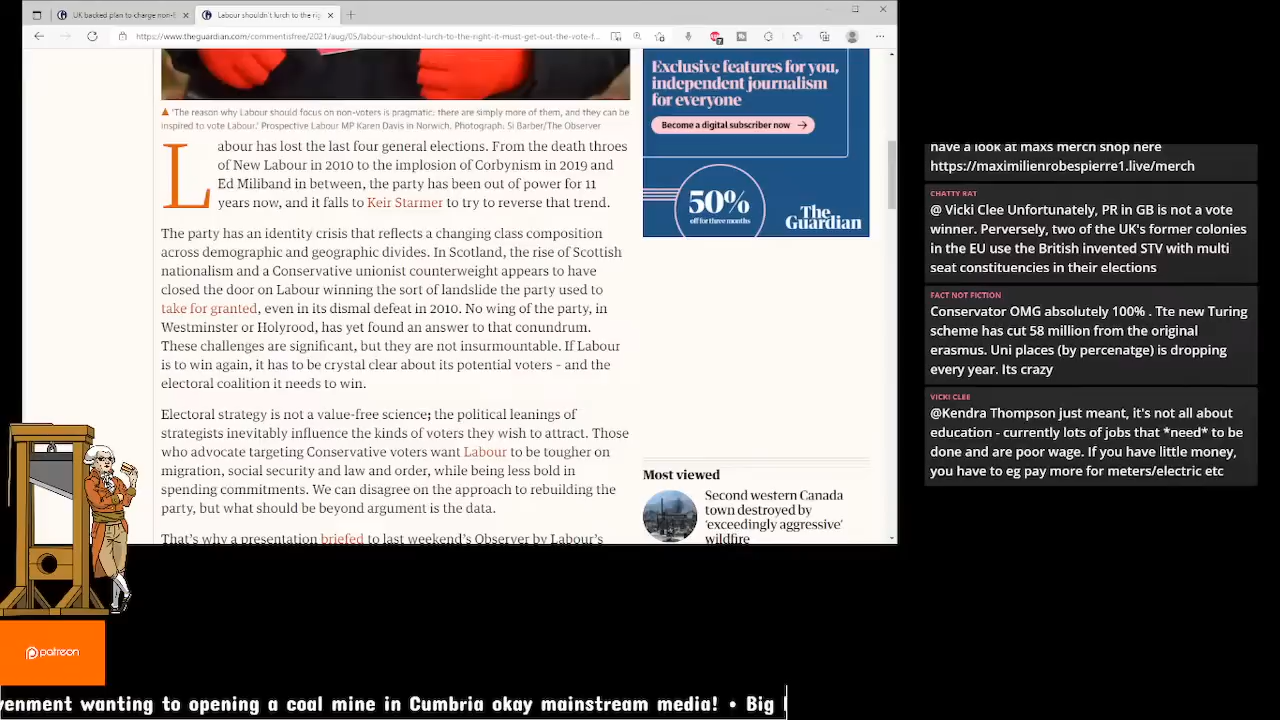 UK backed plan to charge non-E
Labour shouldn't lurch to the rig
https://www.theguardian.com/commentisfree/2021/aug/05/labour-shouldnt-lurch-to-the-right-it-must-get-out-the-vote-f...
'The reason why Labour should focus on non-voters is pragmatic: there are simply more of them, and they can be
inspired to vote Labour.' Prospective Labour MP Karen Davis in Norwich. Photograph: Si Barber/The Observer
Labour has lost the last four general elections. From the death throes
of New Labour in 2010 to the implosion of Corbynism in 2019 and
Ed Miliband in between, the party has been out of power for 11
years now, and it falls to Keir Starmer to try to reverse that trend.
The party has an identity crisis that reflects a changing class composition
across demographic and geographic divides. In Scotland, the rise of Scottish
nationalism and a Conservative unionist counterweight appears to have
closed the door on Labour winning the sort of landslide the party used to
take for granted, even in its dismal defeat in 2010. No wing of the party, in
Westminster or Holyrood, has yet found an answer to that conundrum.
These challenges are significant, but they are not insurmountable. If Labour
is to win again, it has to be crystal clear about its potential voters – and the
electoral coalition it needs to win.
Electoral strategy is not a value-free science; the political leanings of
strategists inevitably influence the kinds of voters they wish to attract. Those
who advocate targeting Conservative voters want Labour to be tougher on
migration, social security and law and order, while being less bold in
spending commitments. We can disagree on the approach to rebuilding the
party, but what should be beyond argument is the data.
That's why a presentation briefed to last weekend's Observer by Labour's
Exclusive features for you,
independent journalism
for everyone
Become a digital subscriber now →
50%
off for three months
The
Guardian
Most viewed
Second western Canada
town destroyed by
'exceedingly aggressive'
wildfire
have a look at maxs merch shop here
https://maximilienrobespierre1.live/merch
CHATTY RAT
@ Vicki Clee Unfortunately, PR in GB is not a vote
winner. Perversely, two of the UK's former colonies
in the EU use the British invented STV with multi
seat constituencies in their elections
FACT NOT FICTION
Conservator OMG absolutely 100% . Tte new Turing
scheme has cut 58 million from the original
erasmus. Uni places (by percenatge) is dropping
every year. Its crazy
VICKI CLEE
@Kendra Thompson just meant, it's not all about
education - currently lots of jobs that *need* to be
done and are poor wage. If you have little money,
you have to eg pay more for meters/electric etc
patreon
venment wanting to opening a coal mine in Cumbria okay mainstream media! • Big